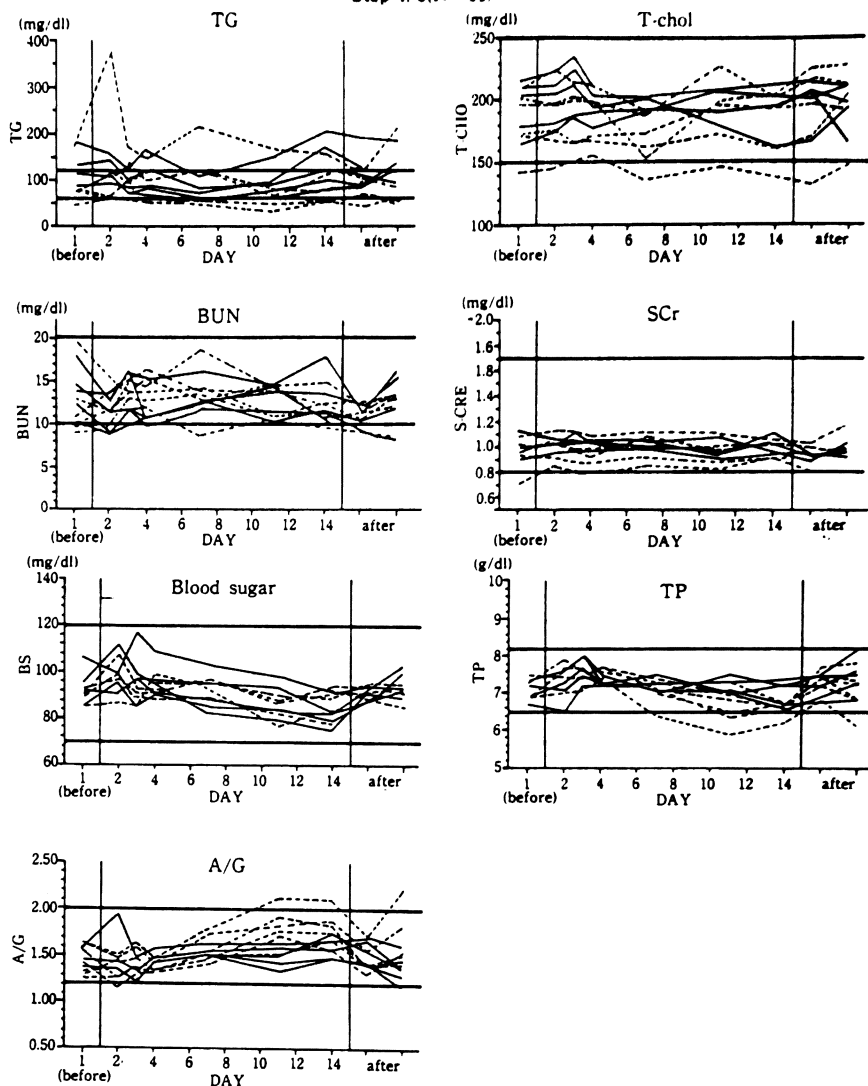 TG
(mg/dl)
400
300
200
150
100
50
0
TG
1 2 4 6 8 10 12 14 after
(before) DAY
T-chol
(mg/dl)
250
200
150
100
T-CHO
1 2 4 6 8 10 12 14 after
(before) DAY
BUN
(mg/dl)
20
15
10
5
0
BUN
1 2 4 6 8 10 12 14 after
(before) DAY
SCr
(mg/dl)
2.0
1.2
1.0
0.8
0.6
S-CRE
1 2 4 6 8 10 12 14 after
(before) DAY
Blood sugar
(mg/dl)
140
120
100
80
60
BS
1 2 4 6 8 10 12 14 after
(before) DAY
TP
(g/dl)
10
9
8
7
6
5
TP
1 2 4 6 8 10 12 14 after
(before) DAY
A/G
2.50
2.00
1.50
1.00
0.50
A/G
1 2 4 6 8 10 12 14 after
(before) DAY